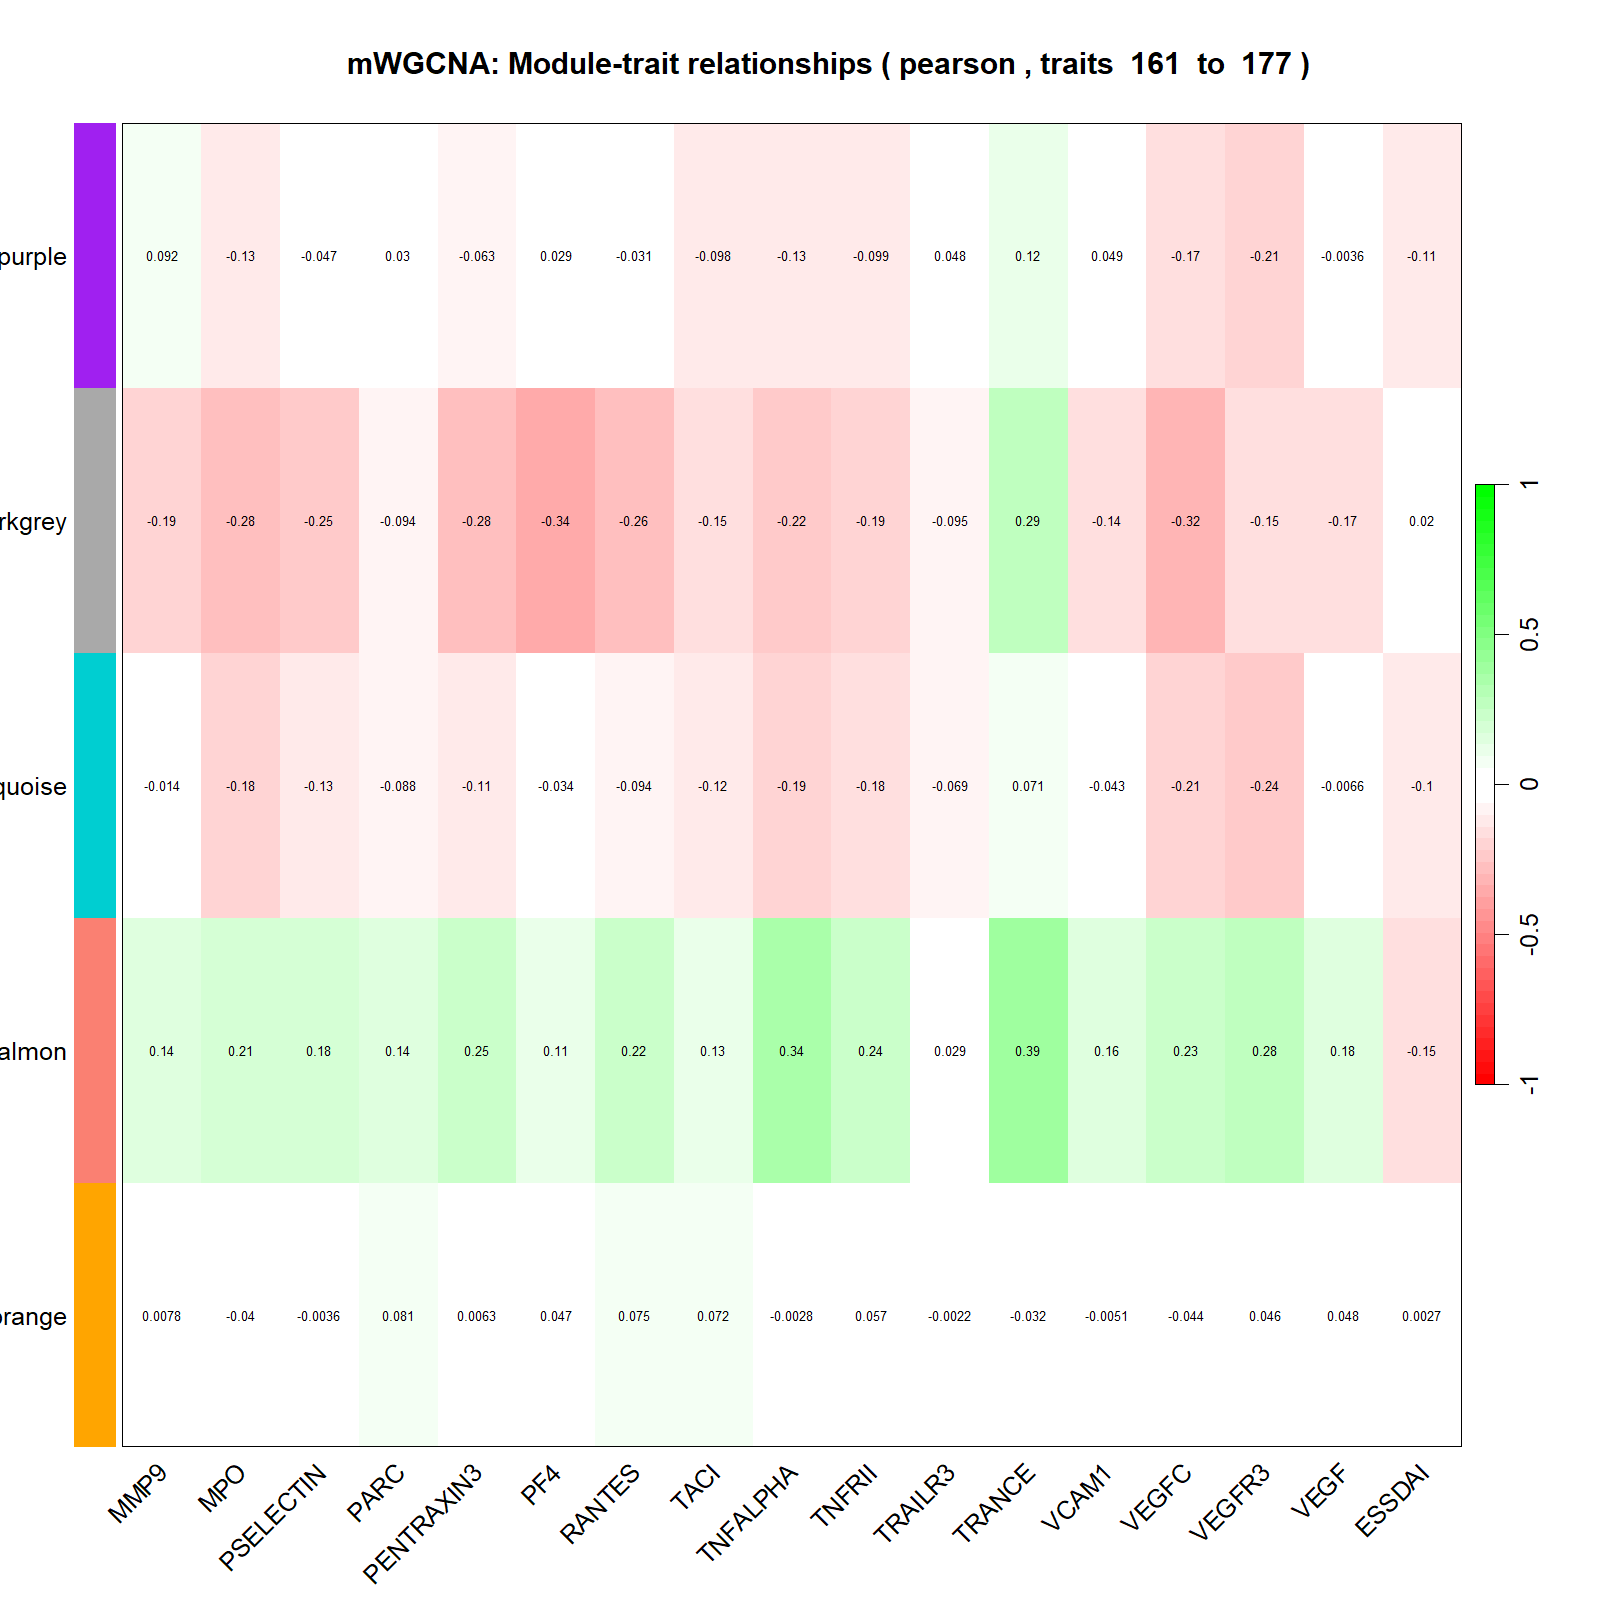 mWGCNA: Module-trait relationships ( pearson , traits 161 to 177 )
purple 0.092 -0.13 -0.047 0.03 -0.063 0.029 -0.031 -0.098 -0.13 -0.099 0.048 0.12 0.049 -0.17 -0.21 -0.0036 -0.11
rkgrey -0.19 -0.28 -0.25 -0.094 -0.28 -0.34 -0.26 -0.15 -0.22 -0.19 -0.095 0.29 -0.14 -0.32 -0.15 -0.17 0.02
quoise -0.014 -0.18 -0.13 -0.088 -0.11 -0.034 -0.094 -0.12 -0.19 -0.18 -0.069 0.071 -0.043 -0.21 -0.24 -0.0066 -0.1
almon 0.14 0.21 0.18 0.14 0.25 0.11 0.22 0.13 0.34 0.24 0.029 0.39 0.16 0.23 0.28 0.18 -0.15
orange 0.0078 -0.04 -0.0036 0.081 0.0063 0.047 0.075 0.072 -0.0028 0.057 -0.0022 -0.032 -0.0051 -0.044 0.046 0.048 0.0027
MMP9 MPO PSELECTIN PARC PENTRAXIN3 PF4 RANTES TACI TNFALPHA TNFRII TRAILR3 TRANCE VCAM1 VEGFC VEGFR3 VEGF ESSDAI
1
0.5
0
-0.5
-1